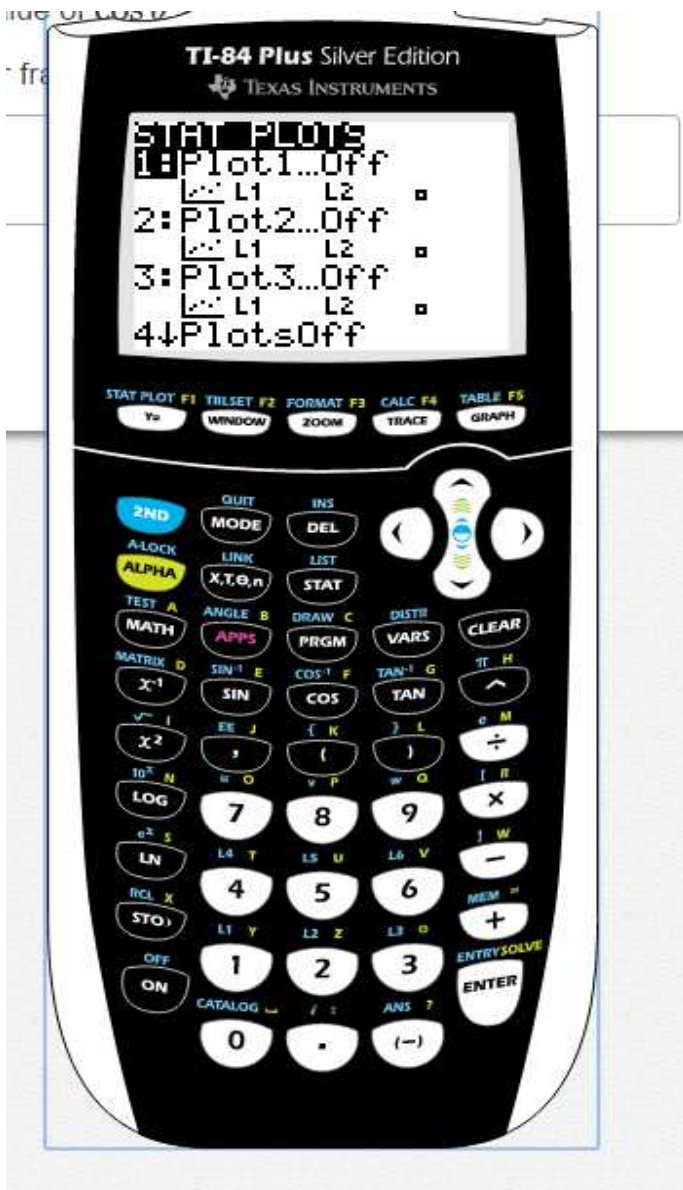 of cos
TI-84 Plus Silver Edition
TEXAS INSTRUMENTS
STAT PLOTS
1:Plot1...Off
L1 L2
2:Plot2...Off
L1 L2
3:Plot3...Off
L1 L2
4↓PlotsOff
STAT PLOT F1 TBLSET F2 FORMAT F3 CALC F4 TABLE F5
Y= WINDOW ZOOM TRACE GRAPH
QUIT INS
2ND MODE DEL
A-LOCK LINK LIST
ALPHA X,T,Θ,n STAT
TEST A ANGLE B DRAW C DISTR
MATH APPS PRGM VARS CLEAR
MATRIX D SIN⁻¹ E COS⁻¹ F TAN⁻¹ G π H
x⁻¹ SIN COS TAN ^
√ I EE J { K } L e M
x² , ( ) ÷
10ˣ N u O v P w Q [ R
LOG 7 8 9 ×
eˣ S L4 T L5 U L6 V ] W
LN 4 5 6 −
RCL X L1 Y L2 Z L3 θ MEM "
STO› 1 2 3 +
OFF CATALOG ⎵ i : ANS ? ENTRY SOLVE
ON 0 . (−) ENTER